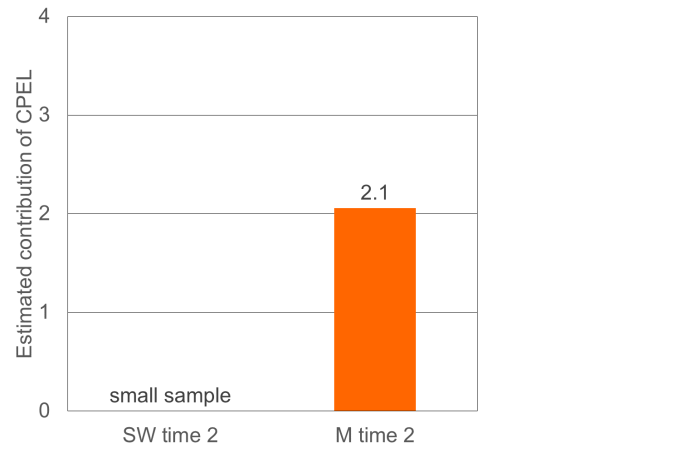 Estimated contribution of CPEL
4
3
2
1
0
2.1
small sample
SW time 2
M time 2